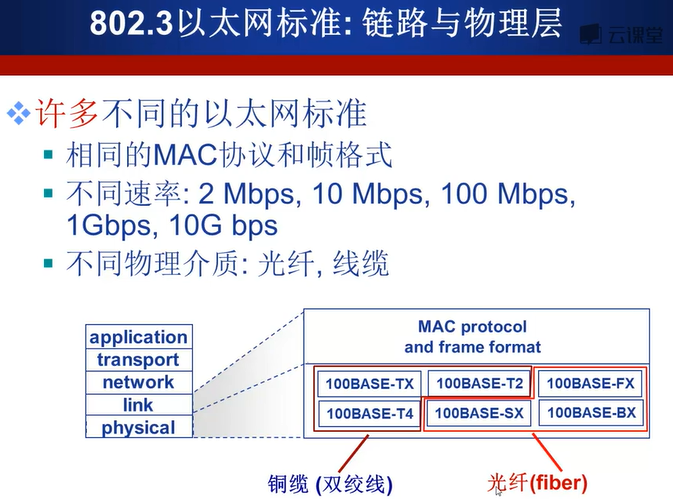 802.3以太网标准: 链路与物理层
云课堂
许多不同的以太网标准
相同的MAC协议和帧格式
不同速率: 2 Mbps, 10 Mbps, 100 Mbps,
1Gbps, 10G bps
不同物理介质: 光纤, 线缆
application
transport
network
link
physical
MAC protocol
and frame format
100BASE-TX 100BASE-T2 100BASE-FX
100BASE-T4 100BASE-SX 100BASE-BX
铜缆 (双绞线) 光纤(fiber)